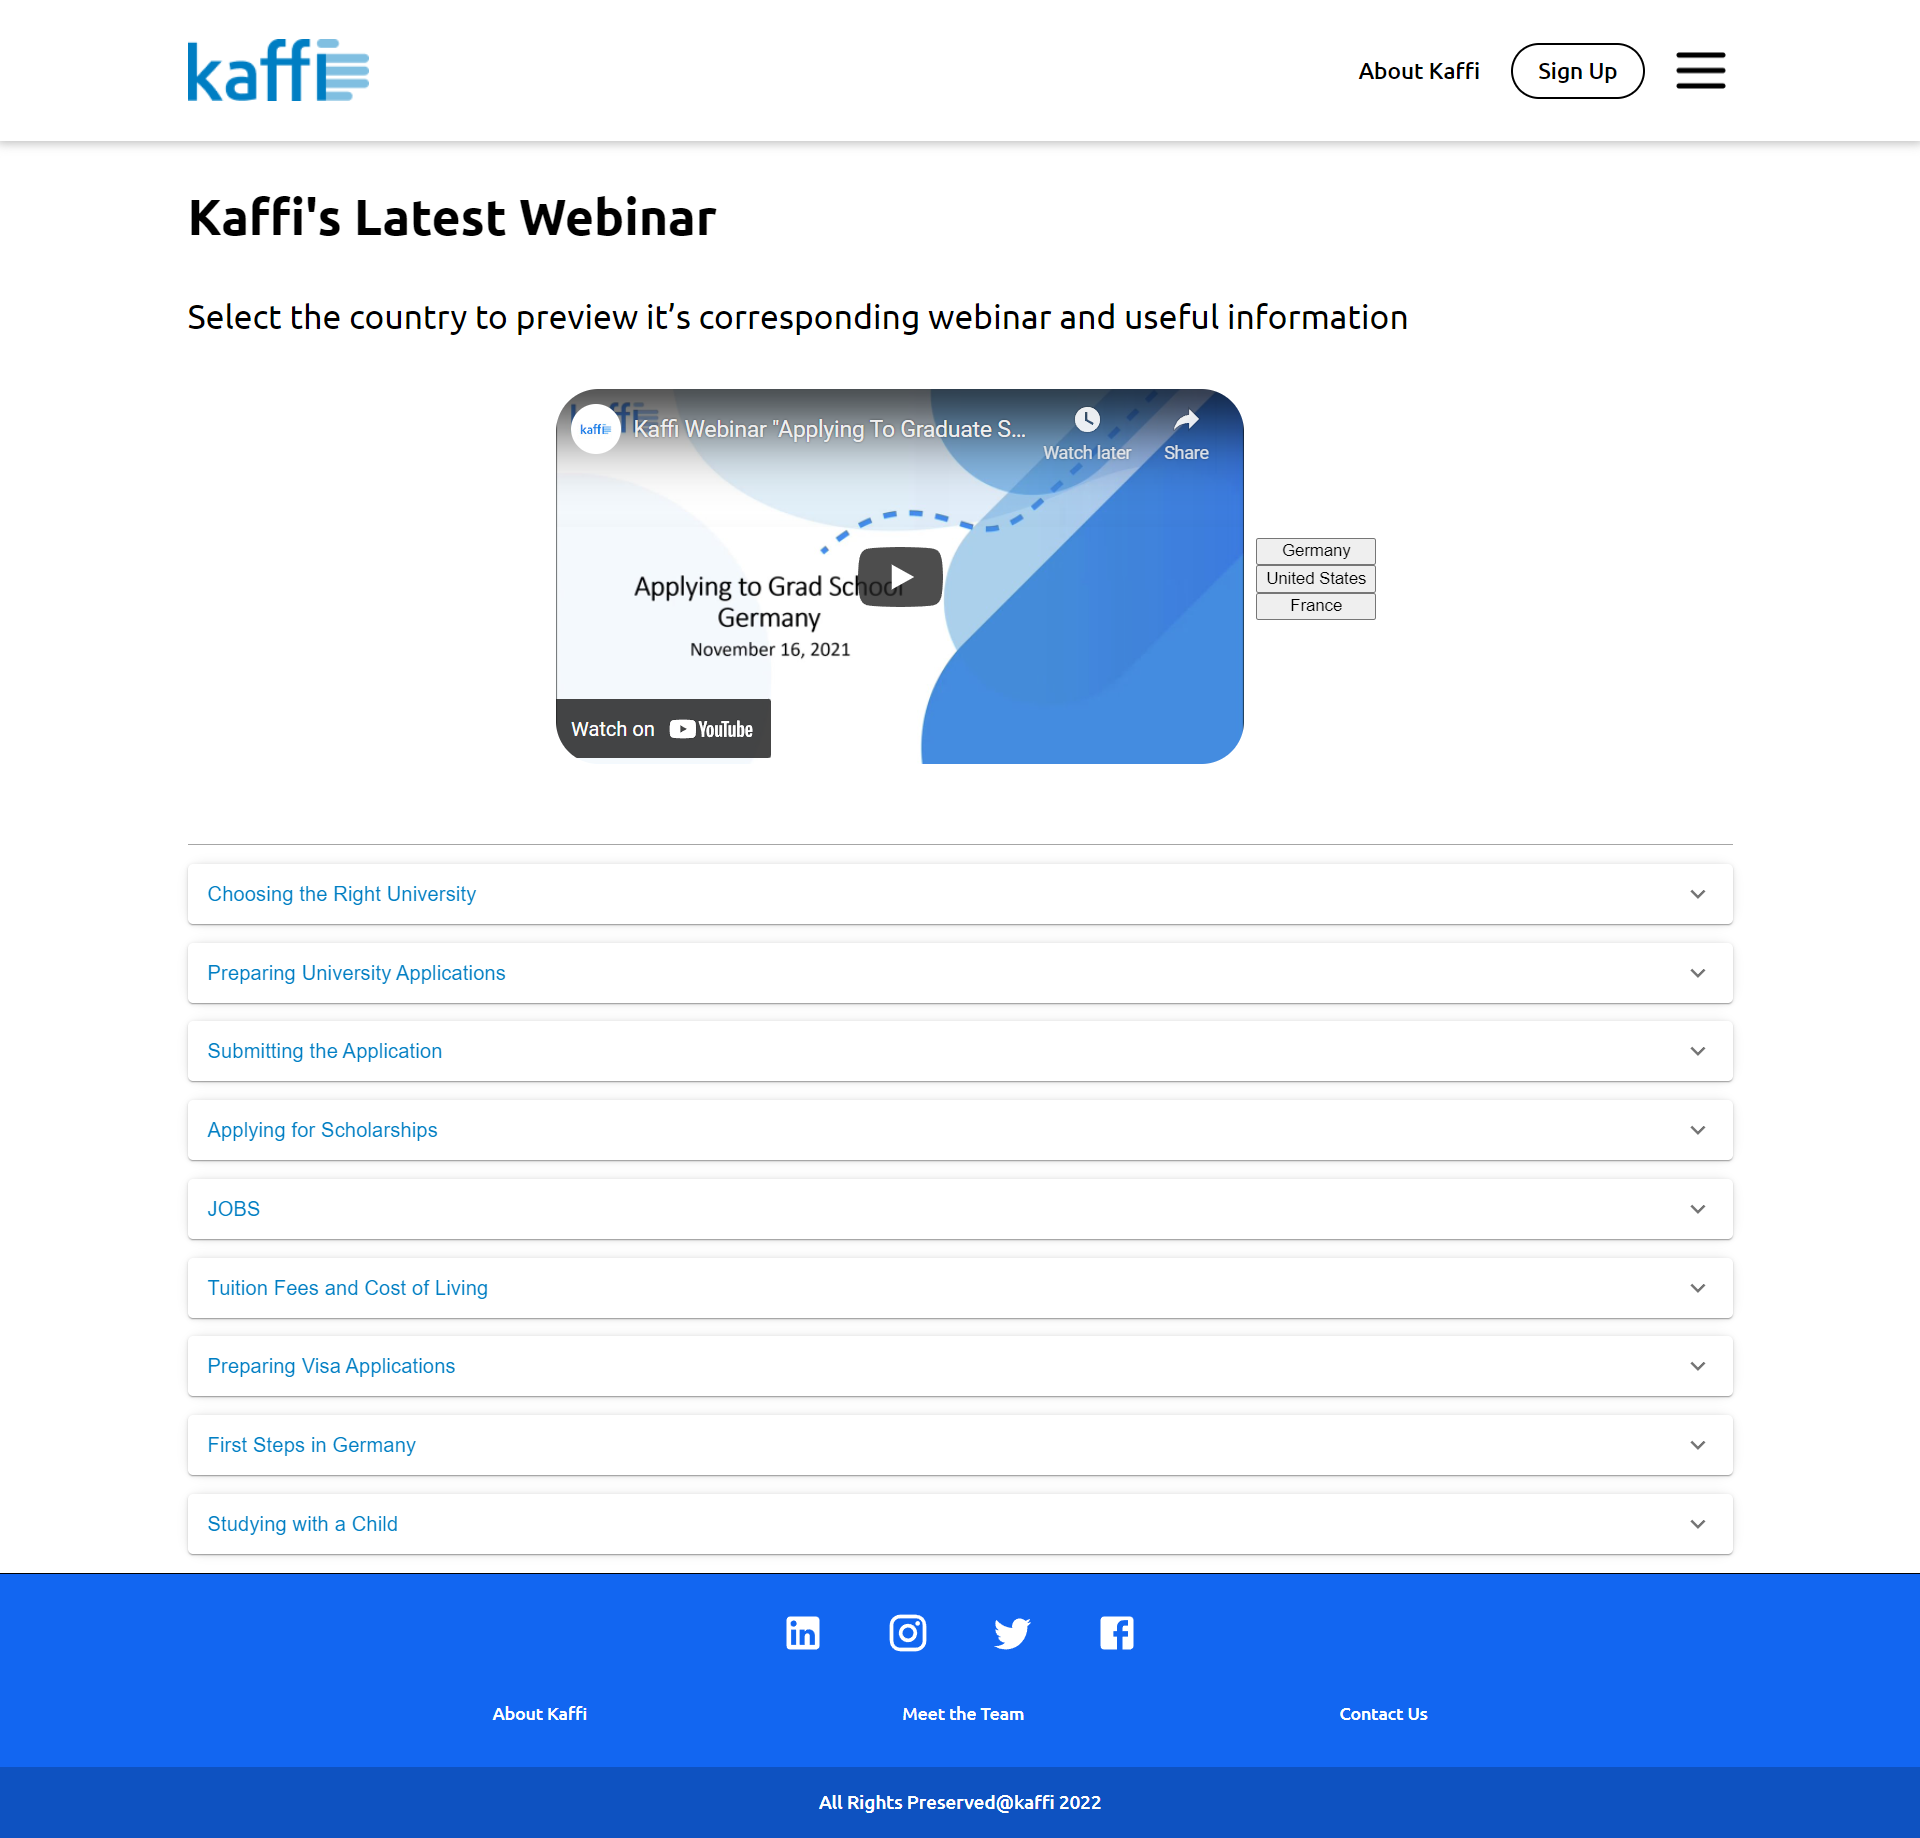 kaffi
About Kaffi
Sign Up
Kaffi's Latest Webinar
Select the country to preview it’s corresponding webinar and useful information
kaffi
kaffi
Kaffi Webinar "Applying To Graduate S...
Watch later
Share
Applying to Grad School
Germany
November 16, 2021
Watch on YouTube
Germany
United States
France
Choosing the Right University
Preparing University Applications
Submitting the Application
Applying for Scholarships
JOBS
Tuition Fees and Cost of Living
Preparing Visa Applications
First Steps in Germany
Studying with a Child
About Kaffi
Meet the Team
Contact Us
All Rights Preserved@kaffi 2022